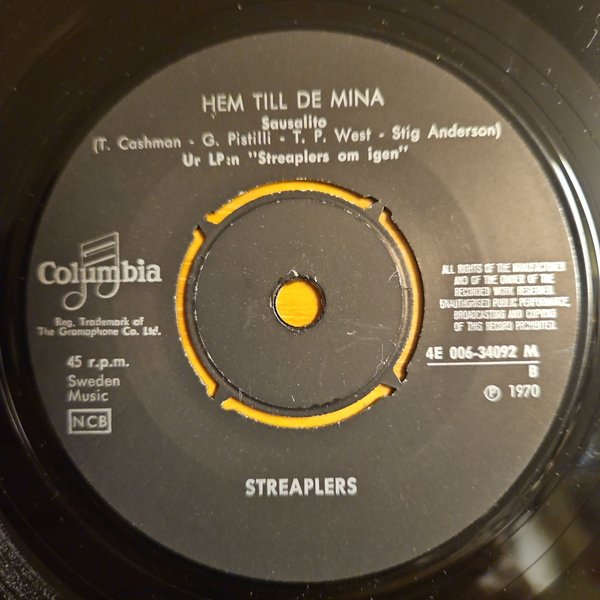 HEM TILL DE MINA
Sausalito
(T. Cashman - G. Pistilli - T. P. West - Stig Anderson)
Ur LP:n "Streaplers om igen"
Columbia
Reg. Trademark of
The Gramophone Co. Ltd.
45 r.p.m.
Sweden
Music
NCB
ALL RIGHTS OF THE MANUFACTURER
AND OF THE OWNER OF THE
RECORDED WORK RESERVED.
UNAUTHORISED PUBLIC PERFORMANCE,
BROADCASTING AND COPYING
OF THIS RECORD PROHIBITED.
4E 006-34092 M
B
℗ 1970
STREAPLERS